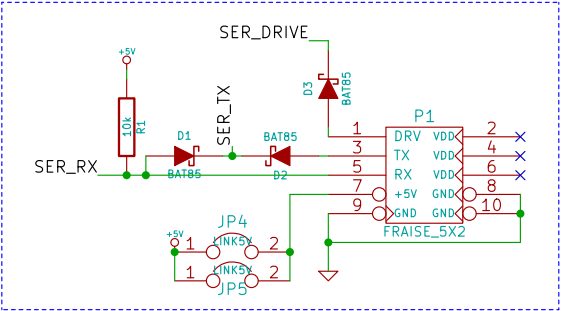 SER_DRIVE
+5V
10k
R1
SER_TX
D3
BAT85
P1
D1
BAT85
BAT85
D2
SER_RX
1 DRV VDD 2
3 TX VDD 4
5 RX VDD 6
7 +5V GND 8
9 GND GND 10
FRAISE_5X2
JP4
+5V
1 LINK5V 2
1 LINK5V 2
JP5